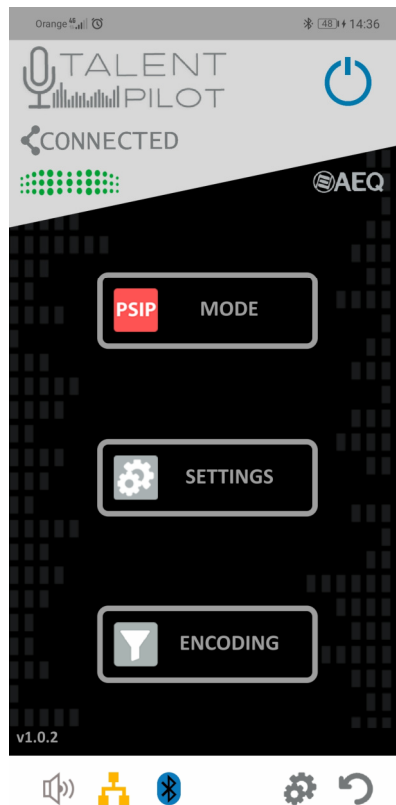 Orange 4G 48 14:36
TALENT
PILOT
CONNECTED
AEQ
PSIP MODE
SETTINGS
ENCODING
v1.0.2